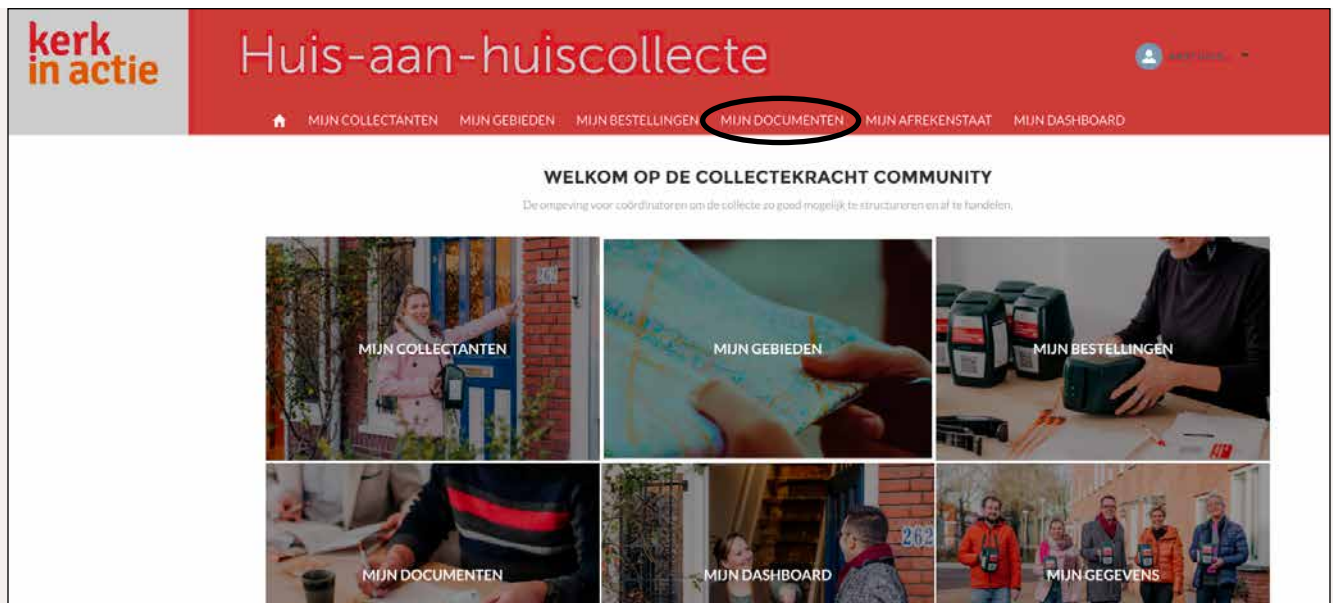 kerk
in actie
Huis-aan-huiscollecte
MIJN COLLECTANTEN MIJN GEBIEDEN MIJN BESTELLINGEN MIJN DOCUMENTEN MIJN AFREKENSTAAT MIJN DASHBOARD
WELKOM OP DE COLLECTEKRACHT COMMUNITY
De omgeving voor coördinatoren om de collecte zo goed mogelijk te structureren en af te handelen.
262
MIJN COLLECTANTEN MIJN GEBIEDEN MIJN BESTELLINGEN
262
MIJN DOCUMENTEN MIJN DASHBOARD MIJN GEGEVENS